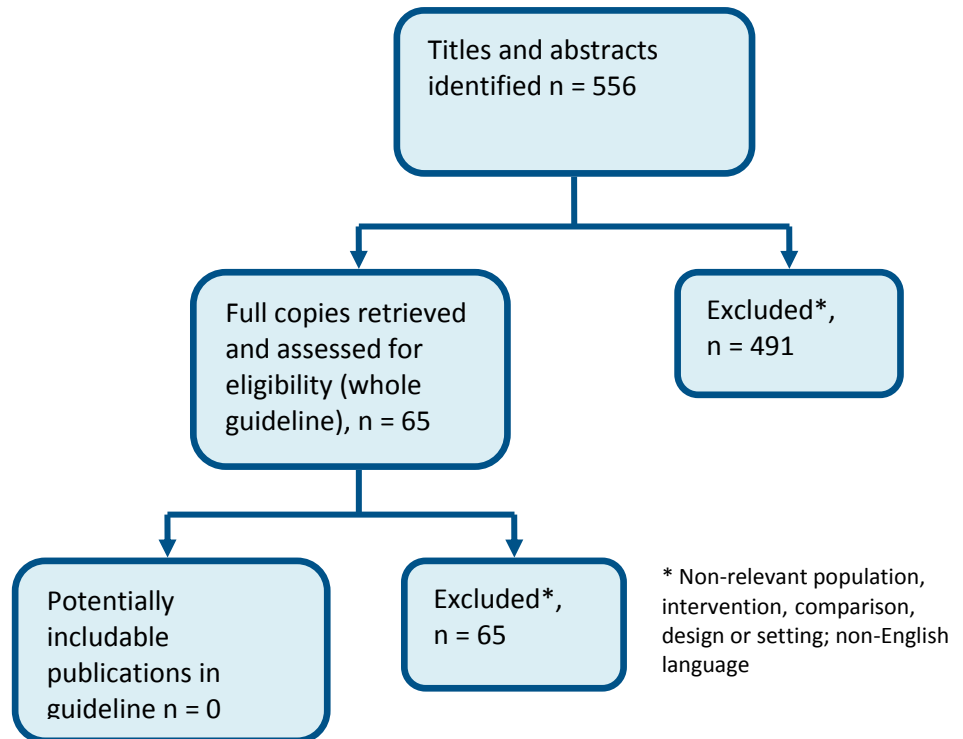 Titles and abstracts
identified n = 556
Full copies retrieved
and assessed for
eligibility (whole
guideline), n = 65
Excluded*,
n = 491
Potentially
includable
publications in
guideline n = 0
Excluded*,
n = 65
* Non-relevant population,
intervention, comparison,
design or setting; non-English
language